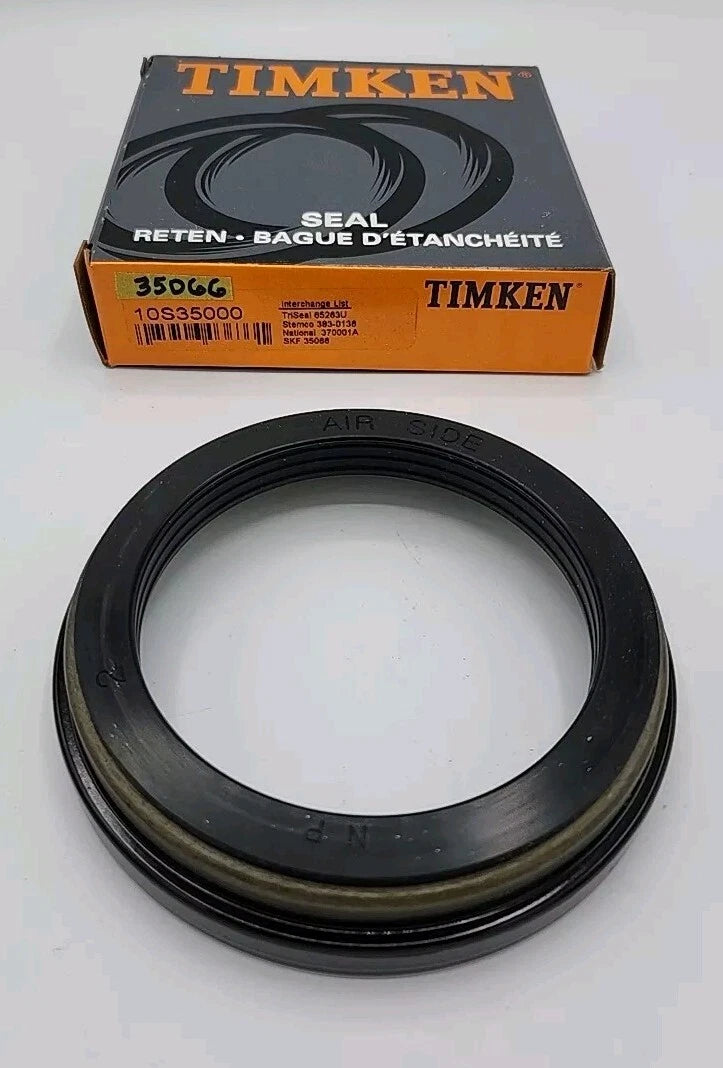 TIMKEN®
SEAL
RETEN • BAGUE D'ÉTANCHÉITÉ
35066
10S35000
Interchange List
TriSeal 65263U
Stemco 383-0136
National 370001A
SKF 35066
TIMKEN®
AIR SIDE
2
N P